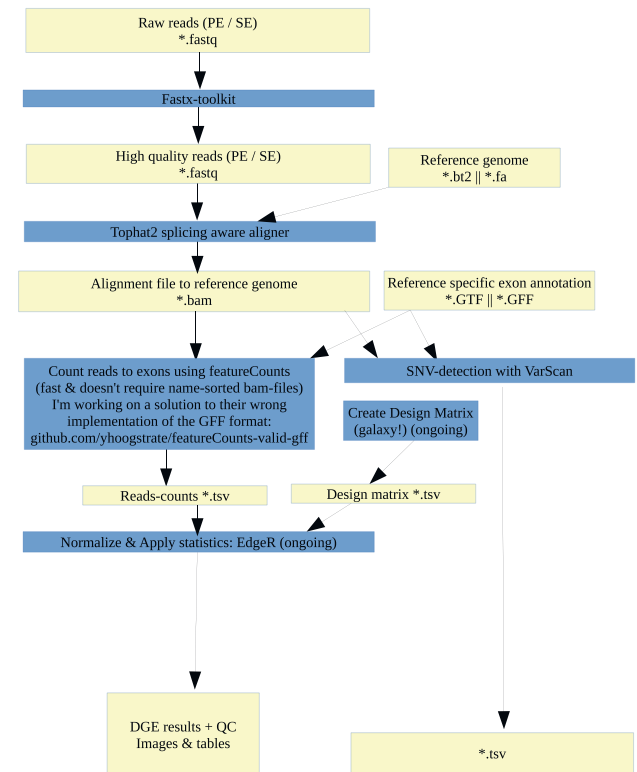 Raw reads (PE / SE)
*.fastq
Fastx-toolkit
High quality reads (PE / SE)
*.fastq
Reference genome
*.bt2 || *.fa
Tophat2 splicing aware aligner
Alignment file to reference genome
*.bam
Reference specific exon annotation
*.GTF || *.GFF
Count reads to exons using featureCounts
(fast & doesn't require name-sorted bam-files)
I'm working on a solution to their wrong
implementation of the GFF format:
github.com/yhoogstrate/featureCounts-valid-gff
SNV-detection with VarScan
Create Design Matrix
(galaxy!) (ongoing)
Reads-counts *.tsv
Design matrix *.tsv
Normalize & Apply statistics: EdgeR (ongoing)
DGE results + QC
Images & tables
*.tsv